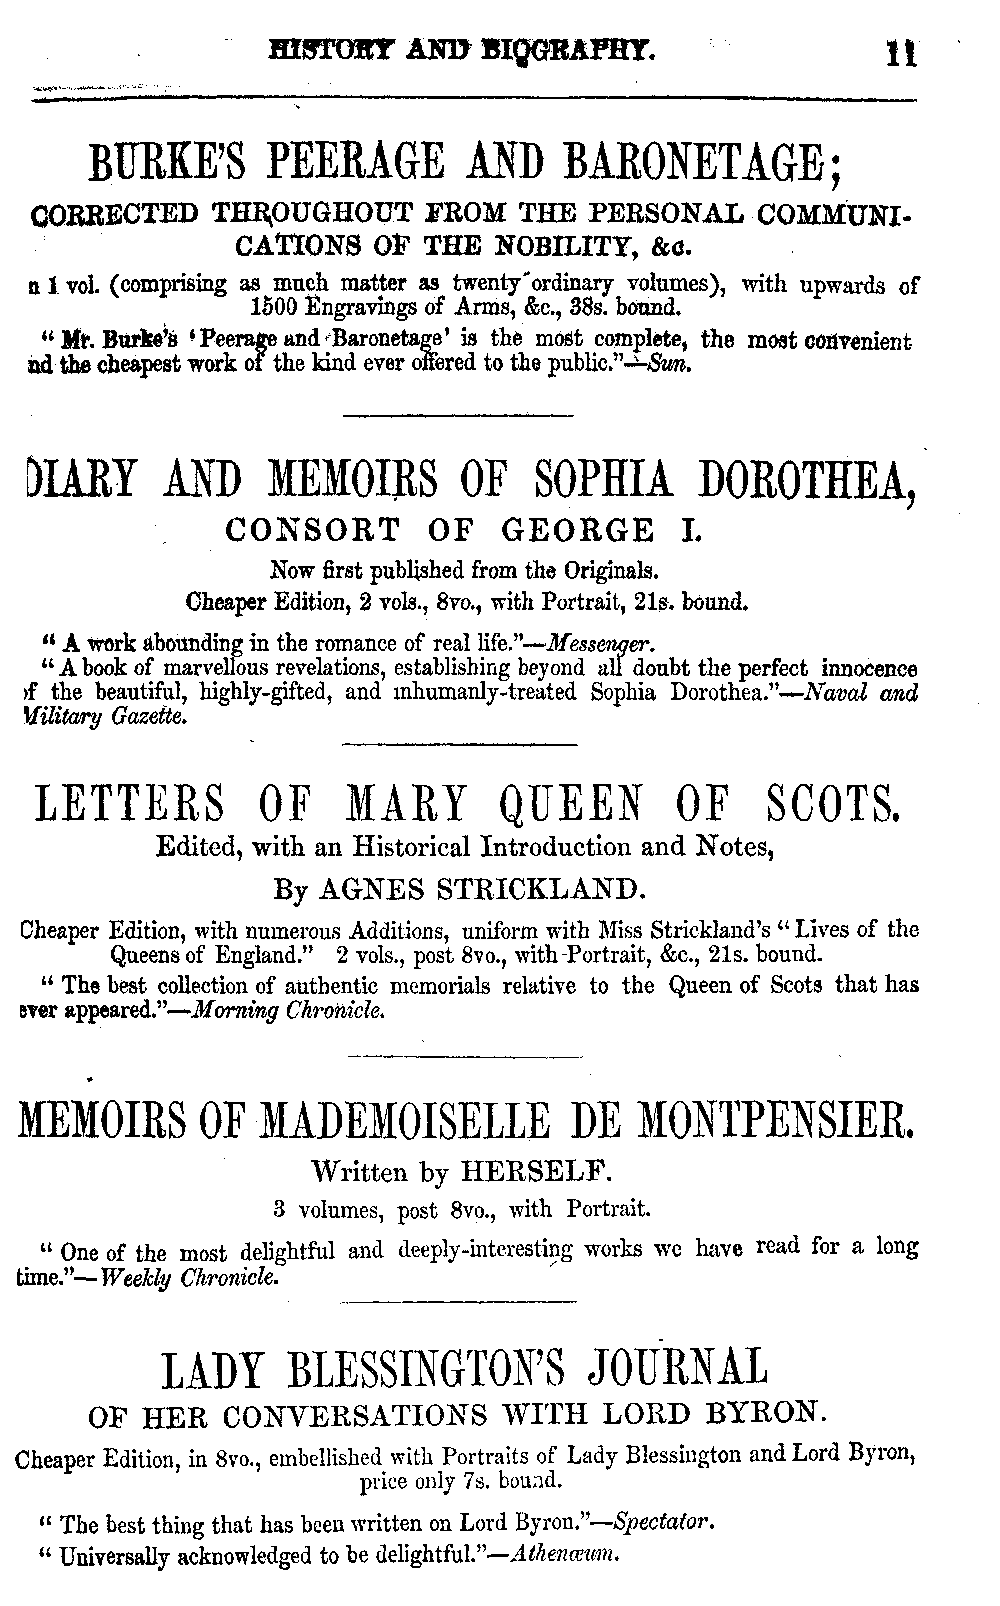 HISTORY AND BIOGRAPHY. 11
BURKE'S PEERAGE AND BARONETAGE;
CORRECTED THROUGHOUT FROM THE PERSONAL COMMUNI-
CATIONS OF THE NOBILITY, &c.
n 1 vol. (comprising as much matter as twenty ordinary volumes), with upwards of
1500 Engravings of Arms, &c., 38s. bound.
"Mr. Burke's 'Peerage and Baronetage' is the most complete, the most convenient
nd the cheapest work of the kind ever offered to the public."—Sun.
DIARY AND MEMOIRS OF SOPHIA DOROTHEA,
CONSORT OF GEORGE I.
Now first published from the Originals.
Cheaper Edition, 2 vols., 8vo., with Portrait, 21s. bound.
"A work abounding in the romance of real life."—Messenger.
"A book of marvellous revelations, establishing beyond all doubt the perfect innocence
of the beautiful, highly-gifted, and inhumanly-treated Sophia Dorothea."—Naval and
Military Gazette.
LETTERS OF MARY QUEEN OF SCOTS.
Edited, with an Historical Introduction and Notes,
By AGNES STRICKLAND.
Cheaper Edition, with numerous Additions, uniform with Miss Strickland's "Lives of the
Queens of England." 2 vols., post 8vo., with Portrait, &c., 21s. bound.
"The best collection of authentic memorials relative to the Queen of Scots that has
ever appeared."—Morning Chronicle.
MEMOIRS OF MADEMOISELLE DE MONTPENSIER.
Written by HERSELF.
3 volumes, post 8vo., with Portrait.
"One of the most delightful and deeply-interesting works we have read for a long
time."—Weekly Chronicle.
LADY BLESSINGTON'S JOURNAL
OF HER CONVERSATIONS WITH LORD BYRON.
Cheaper Edition, in 8vo., embellished with Portraits of Lady Blessington and Lord Byron,
price only 7s. bound.
"The best thing that has been written on Lord Byron."—Spectator.
"Universally acknowledged to be delightful."—Athenæum.